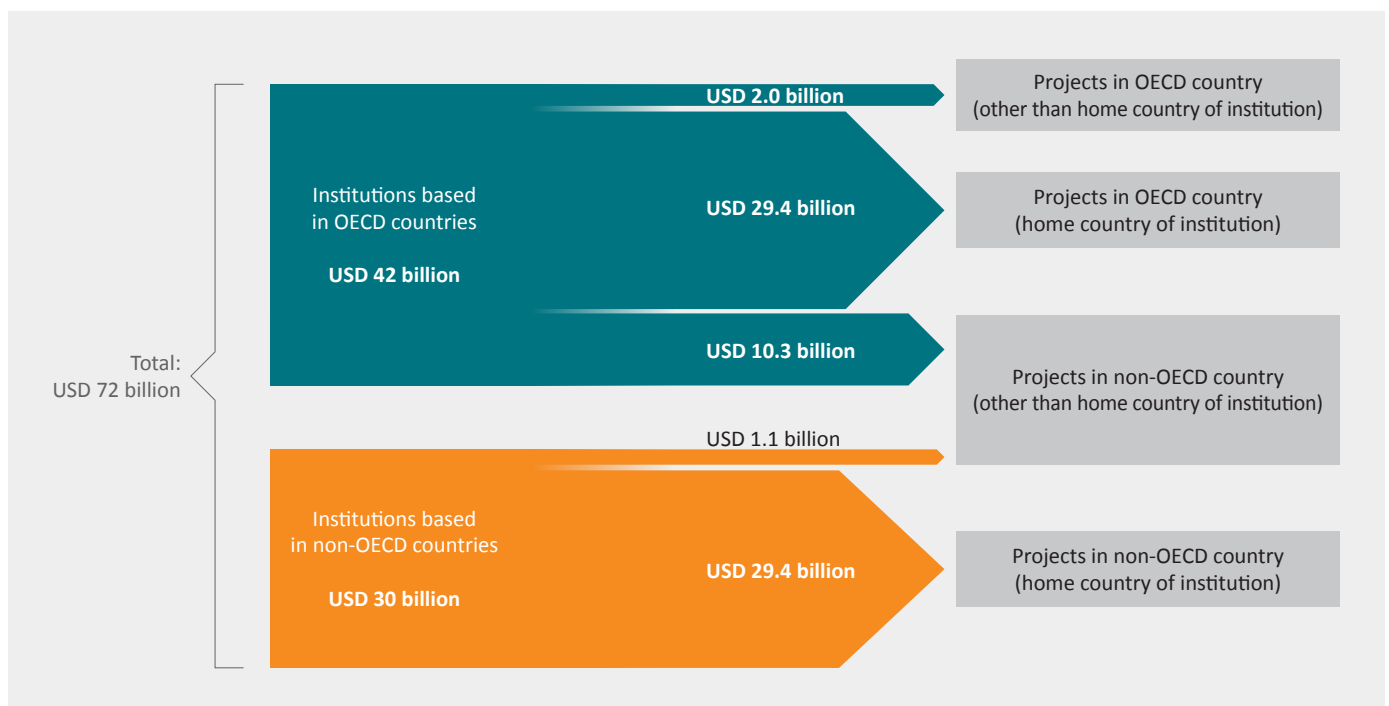 Total:
USD 72 billion
Institutions based
in OECD countries
USD 42 billion
USD 2.0 billion
USD 29.4 billion
USD 10.3 billion
Projects in OECD country
(other than home country of institution)
Projects in OECD country
(home country of institution)
Projects in non-OECD country
(other than home country of institution)
Institutions based
in non-OECD countries
USD 30 billion
USD 1.1 billion
USD 29.4 billion
Projects in non-OECD country
(home country of institution)